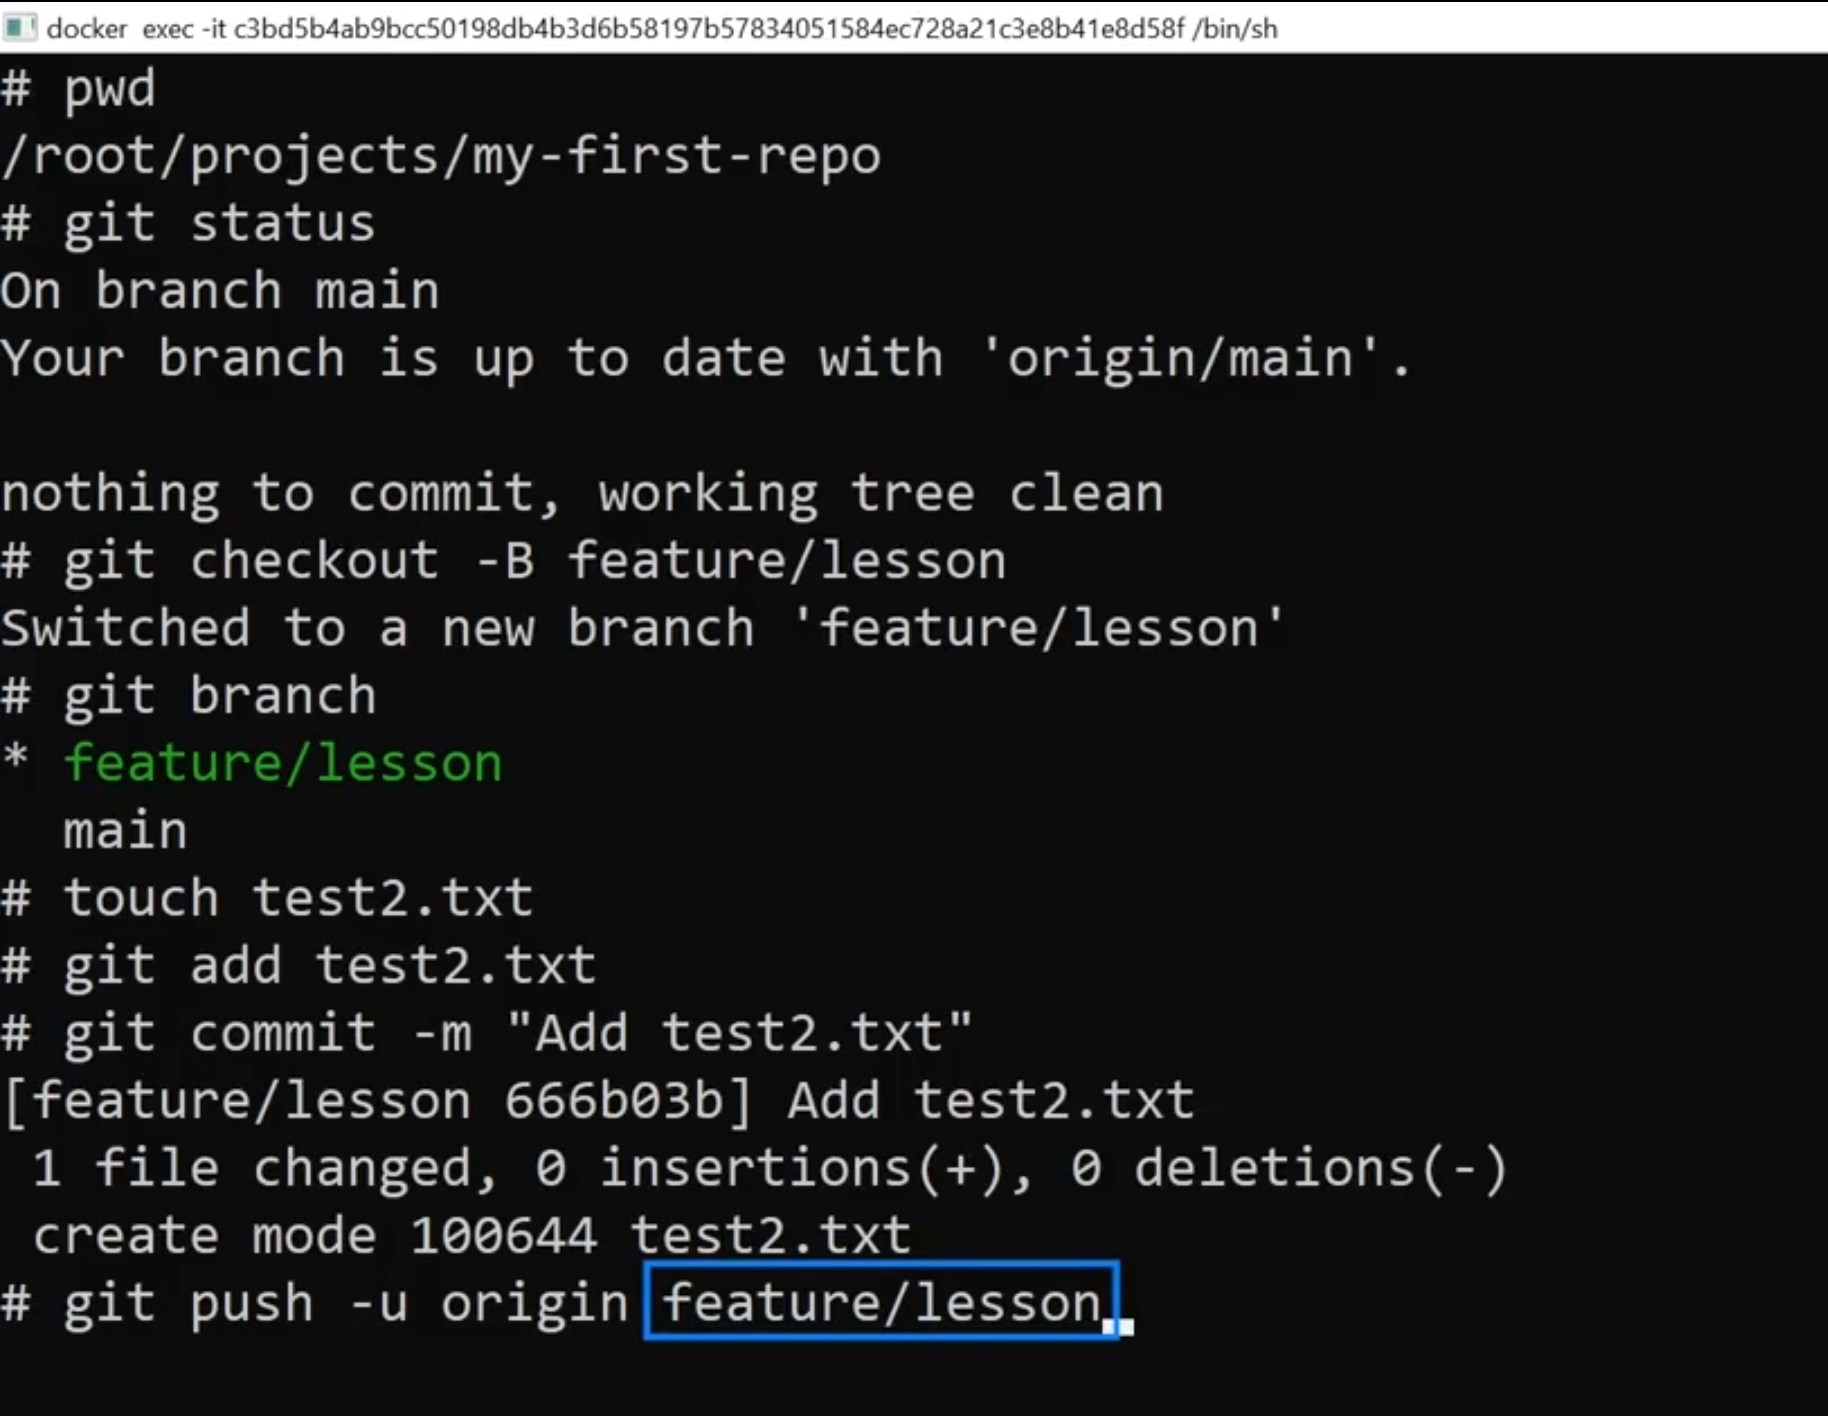 docker  exec -it c3bd5b4ab9bcc50198db4b3d6b58197b57834051584ec728a21c3e8b41e8d58f /bin/sh
# pwd
/root/projects/my-first-repo
# git status
On branch main
Your branch is up to date with 'origin/main'.
nothing to commit, working tree clean
# git checkout -B feature/lesson
Switched to a new branch 'feature/lesson'
# git branch
* feature/lesson
  main
# touch test2.txt
# git add test2.txt
# git commit -m "Add test2.txt"
[feature/lesson 666b03b] Add test2.txt
 1 file changed, 0 insertions(+), 0 deletions(-)
 create mode 100644 test2.txt
# git push -u origin feature/lesson